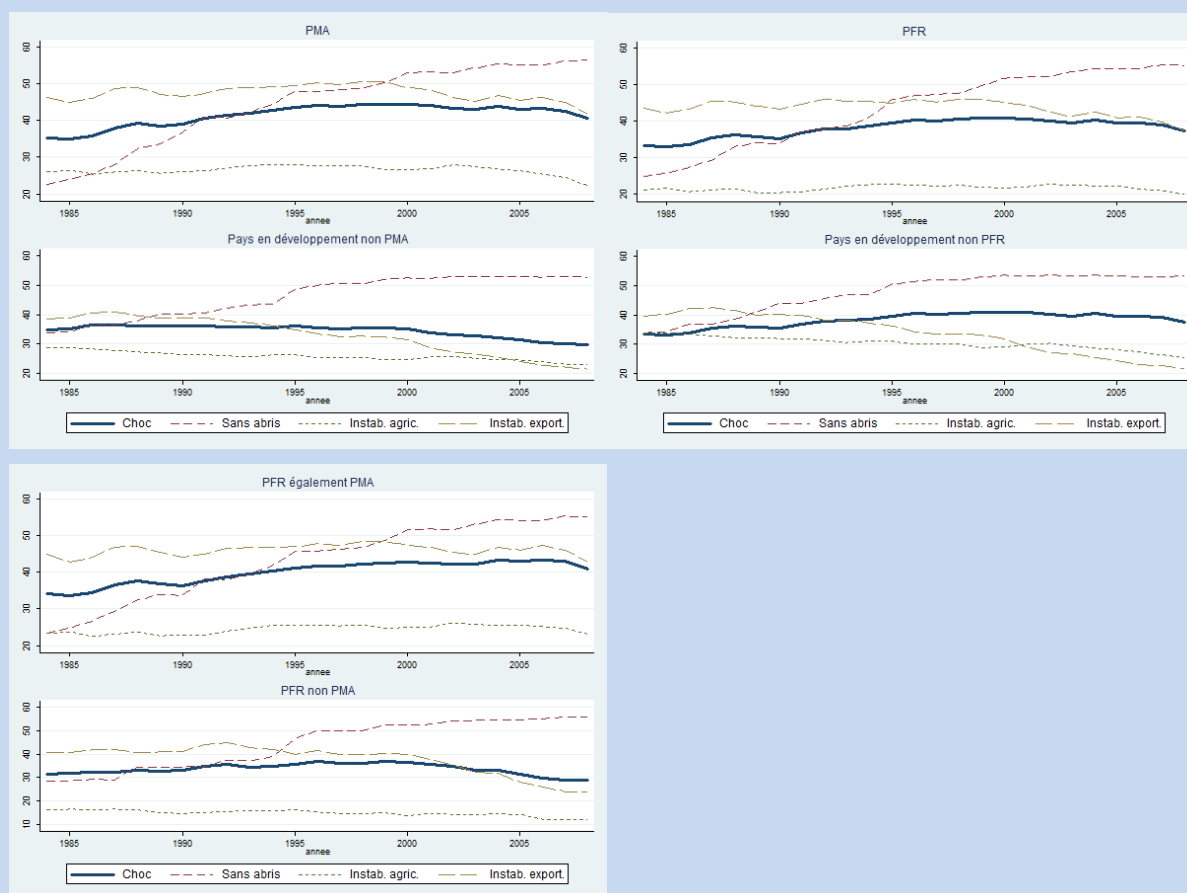 PMA
60
50
40
30
20
1985 1990 1995 2000 2005
annee
Pays en développement non PMA
60
50
40
30
20
1985 1990 1995 2000 2005
annee
Choc Sans abris Instab. agric. Instab. export.
PFR
60
50
40
30
20
1985 1990 1995 2000 2005
annee
Pays en développement non PFR
60
50
40
30
20
1985 1990 1995 2000 2005
annee
Choc Sans abris Instab. agric. Instab. export.
PFR également PMA
60
50
40
30
20
1985 1990 1995 2000 2005
annee
PFR non PMA
60
50
40
30
20
10
1985 1990 1995 2000 2005
annee
Choc Sans abris Instab. agric. Instab. export.